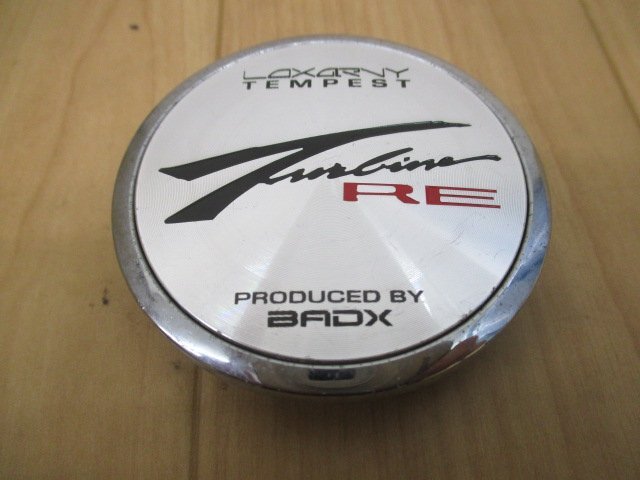 LOXARNY
TEMPEST
Turbine
RE
PRODUCED BY
BADX